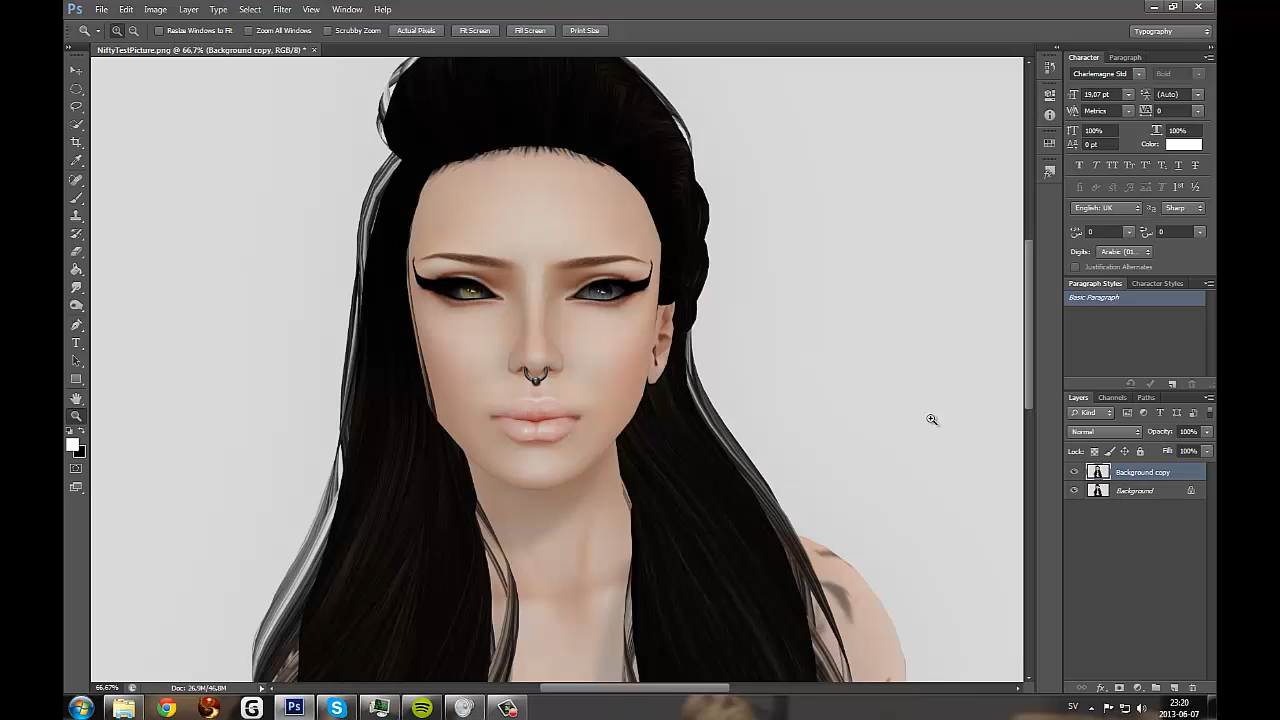 Ps File Edit Image Layer Type Select Filter View Window Help
Resize Windows to Fit Zoom All Windows Scrubby Zoom Actual Pixels Fit Screen Fill Screen Print Size Typography
NiftyTestPicture.png @ 66,7% (Background copy, RGB/8) * ×
Character Paragraph
Charlemagne Std Bold
19,07 pt (Auto)
Metrics 0
100% 100%
0 pt Color:
English: UK Sharp
0 0
Digits: Arabic (01...
Justification Alternates
Paragraph Styles Character Styles
Basic Paragraph
Layers Channels Paths
Kind
Normal Opacity: 100%
Lock: Fill: 100%
Background copy
Background
66,67% Doc: 26,9M/46,8M
SV 23:20
2013-06-07